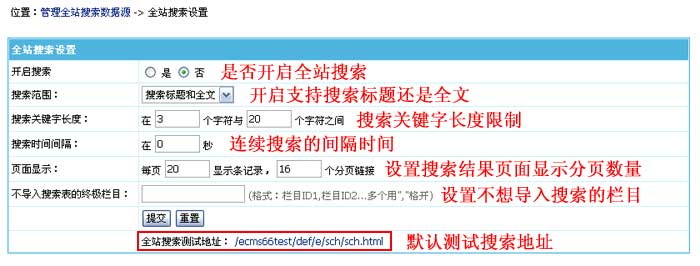 位置：管理全站搜索数据源 -> 全站搜索设置
全站搜索设置
开启搜索 是 否 是否开启全站搜索
搜索范围： 搜索标题和全文 开启支持搜索标题还是全文
搜索关键字长度： 在 3 个字符与 20 个字符之间 搜索关键字长度限制
搜索时间间隔： 在 0 秒 连续搜索的间隔时间
页面显示： 每页 20 显示条记录， 16 个分页链接 设置搜索结果页面显示分页数量
不导入搜索表的终极栏目： (格式：栏目ID1,栏目ID2...多个用","格开) 设置不想导入搜索的栏目
提交 重置
全站搜索测试地址： /ecms66test/def/e/sch/sch.html 默认测试搜索地址